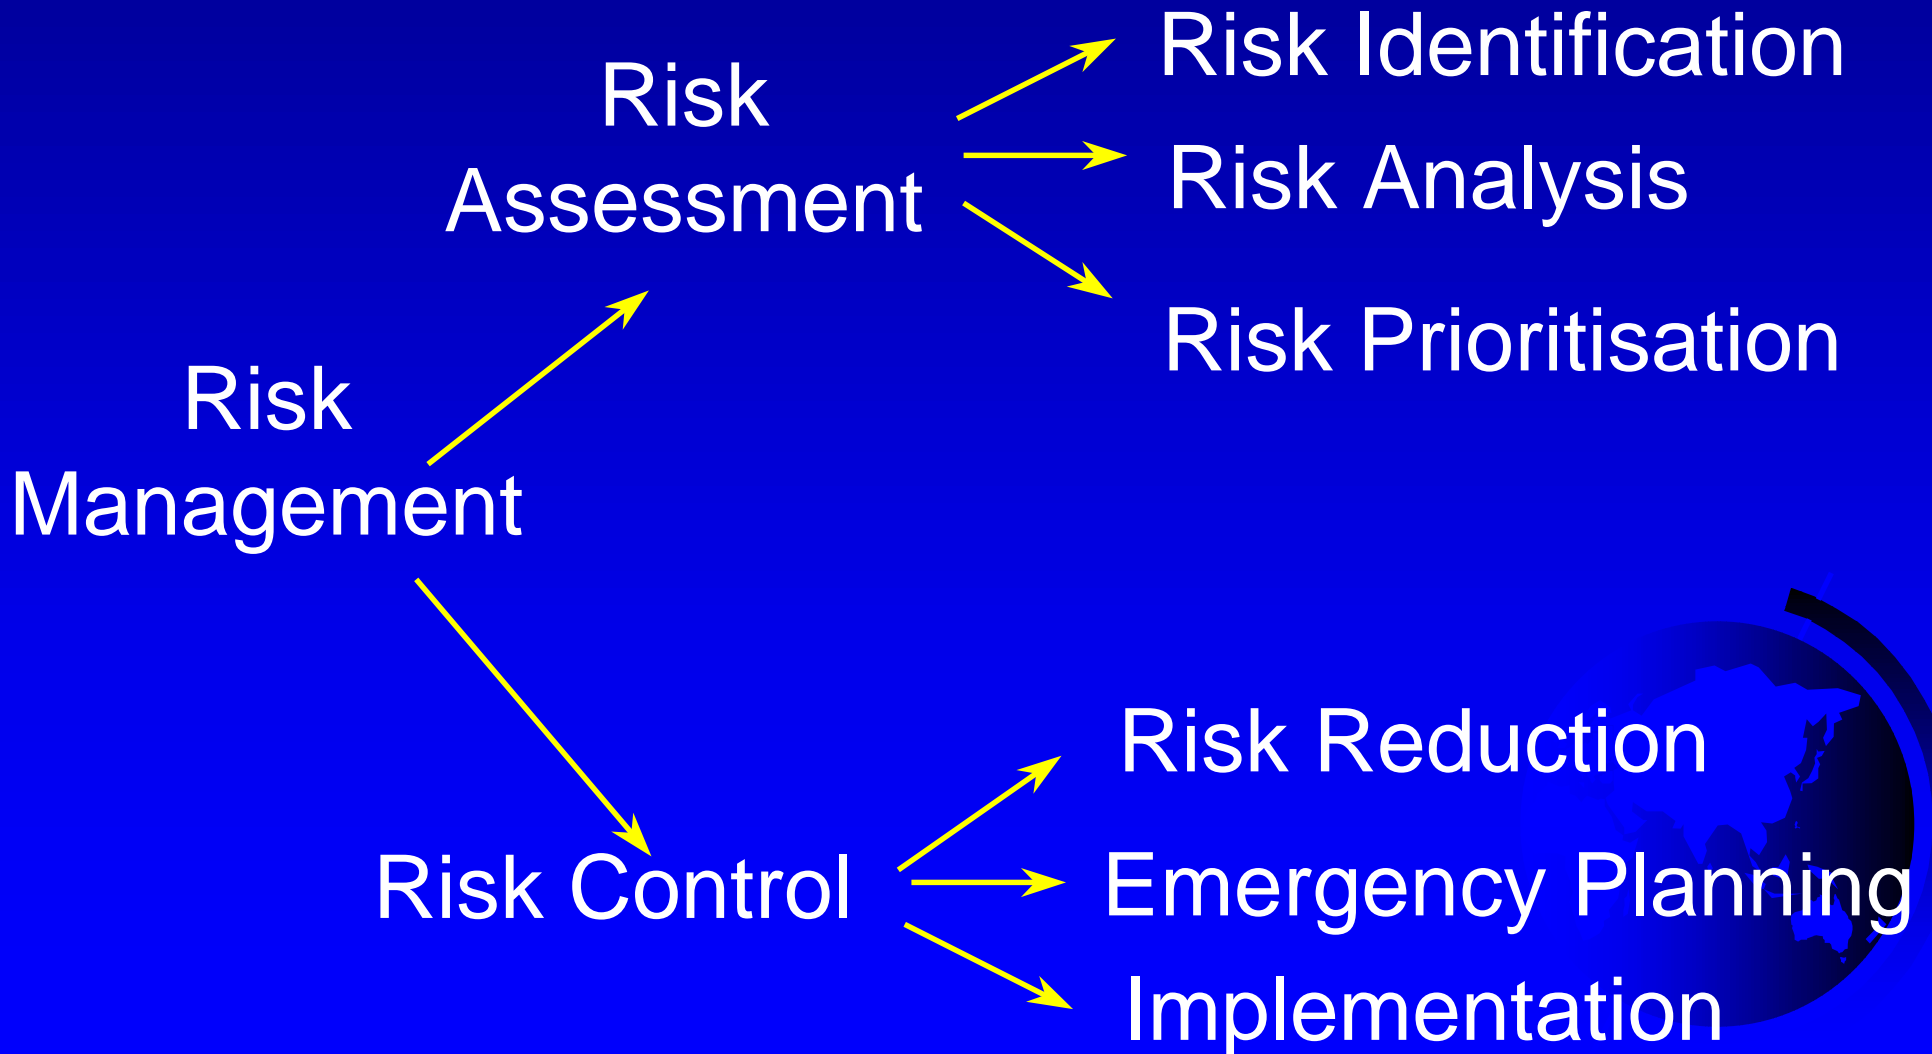 Risk Identification
Risk
Assessment
Risk Analysis
Risk Prioritisation
Risk
Management
Risk Reduction
Risk Control
Emergency Planning
Implementation